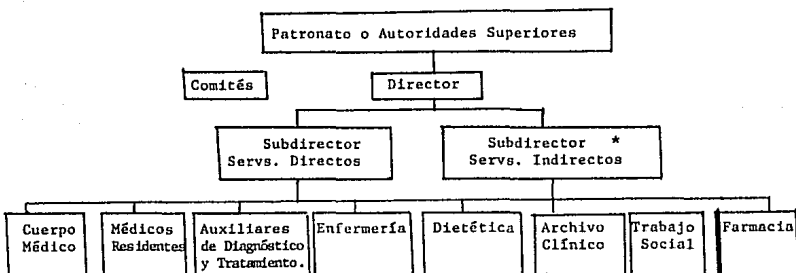 Patronato o Autoridades Superiores
Comités
Director
Subdirector
Servs. Directos
Subdirector *
Servs. Indirectos
Cuerpo
Médico
Médicos
Residentes
Auxiliares
de Diagnóstico
y Tratamiento.
Enfermería
Dietética
Archivo
Clínico
Trabajo
Social
Farmacia